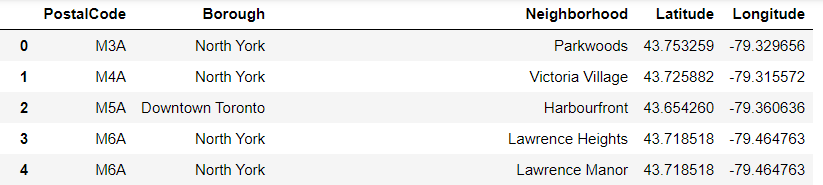 PostalCode Borough Neighborhood Latitude Longitude
0 M3A North York Parkwoods 43.753259 -79.329656
1 M4A North York Victoria Village 43.725882 -79.315572
2 M5A Downtown Toronto Harbourfront 43.654260 -79.360636
3 M6A North York Lawrence Heights 43.718518 -79.464763
4 M6A North York Lawrence Manor 43.718518 -79.464763